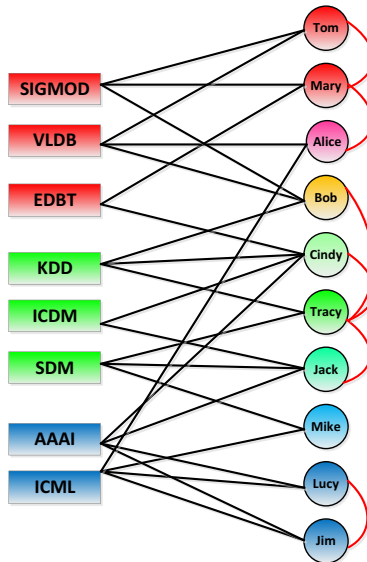 Tom
SIGMOD
Mary
VLDB
Alice
EDBT
Bob
KDD
Cindy
ICDM
Tracy
SDM
Jack
AAAI
Mike
ICML
Lucy
Jim